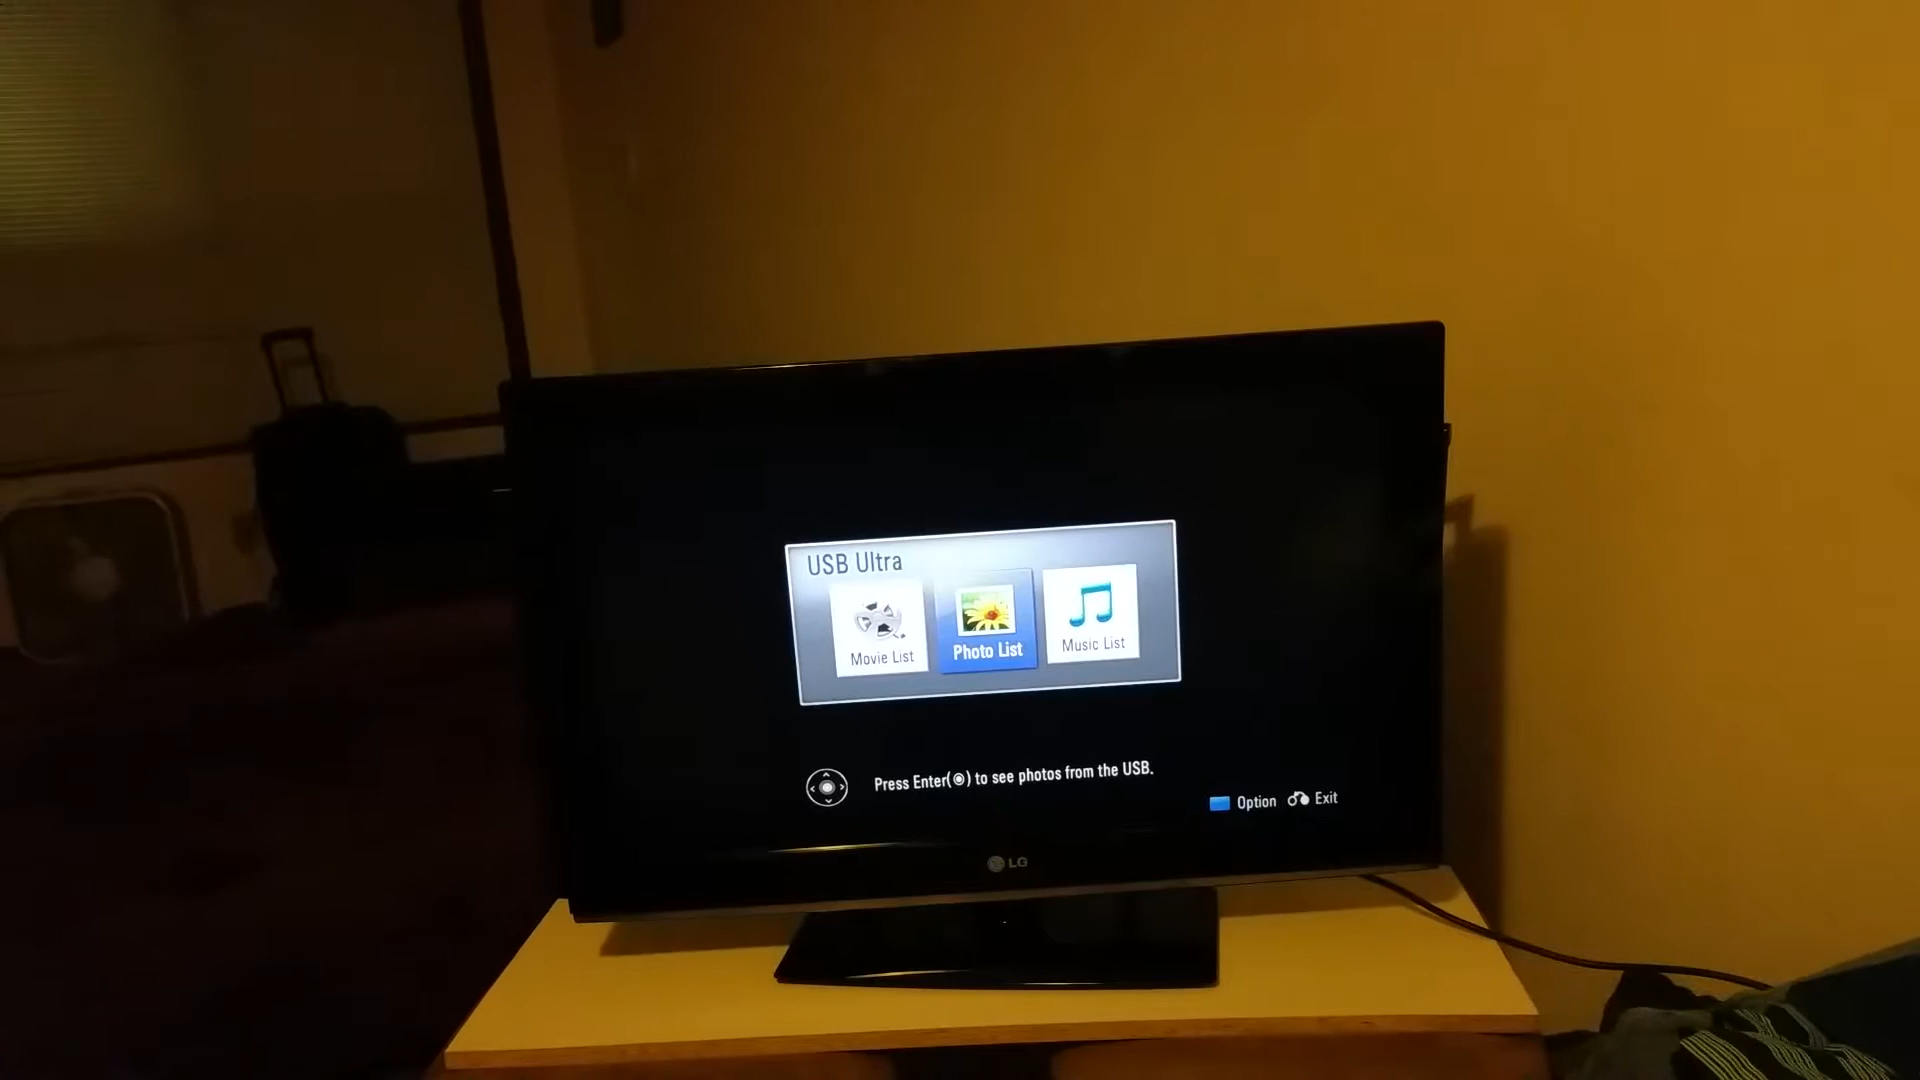 USB Ultra
Movie List
Photo List
Music List
Press Enter(◉) to see photos from the USB.
Option
Exit
LG